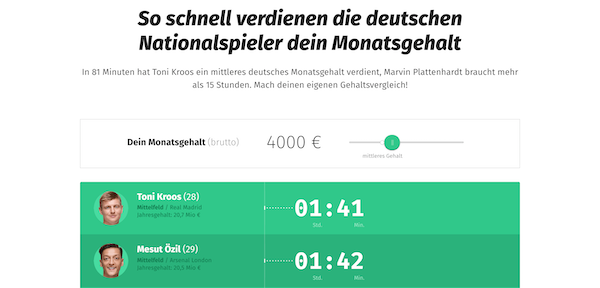 So schnell verdienen die deutschen
Nationalspieler dein Monatsgehalt
In 81 Minuten hat Toni Kroos ein mittleres deutsches Monatsgehalt verdient, Marvin Plattenhardt braucht mehr
als 15 Stunden. Mach deinen eigenen Gehaltsvergleich!
Dein Monatsgehalt (brutto)
4000 €
mittleres Gehalt
Toni Kroos (28)
Mittelfeld / Real Madrid
Jahresgehalt: 20,7 Mio €
01:41
Std. Min.
Mesut Özil (29)
Mittelfeld / Arsenal London
Jahresgehalt: 20,5 Mio €
01:42
Std. Min.